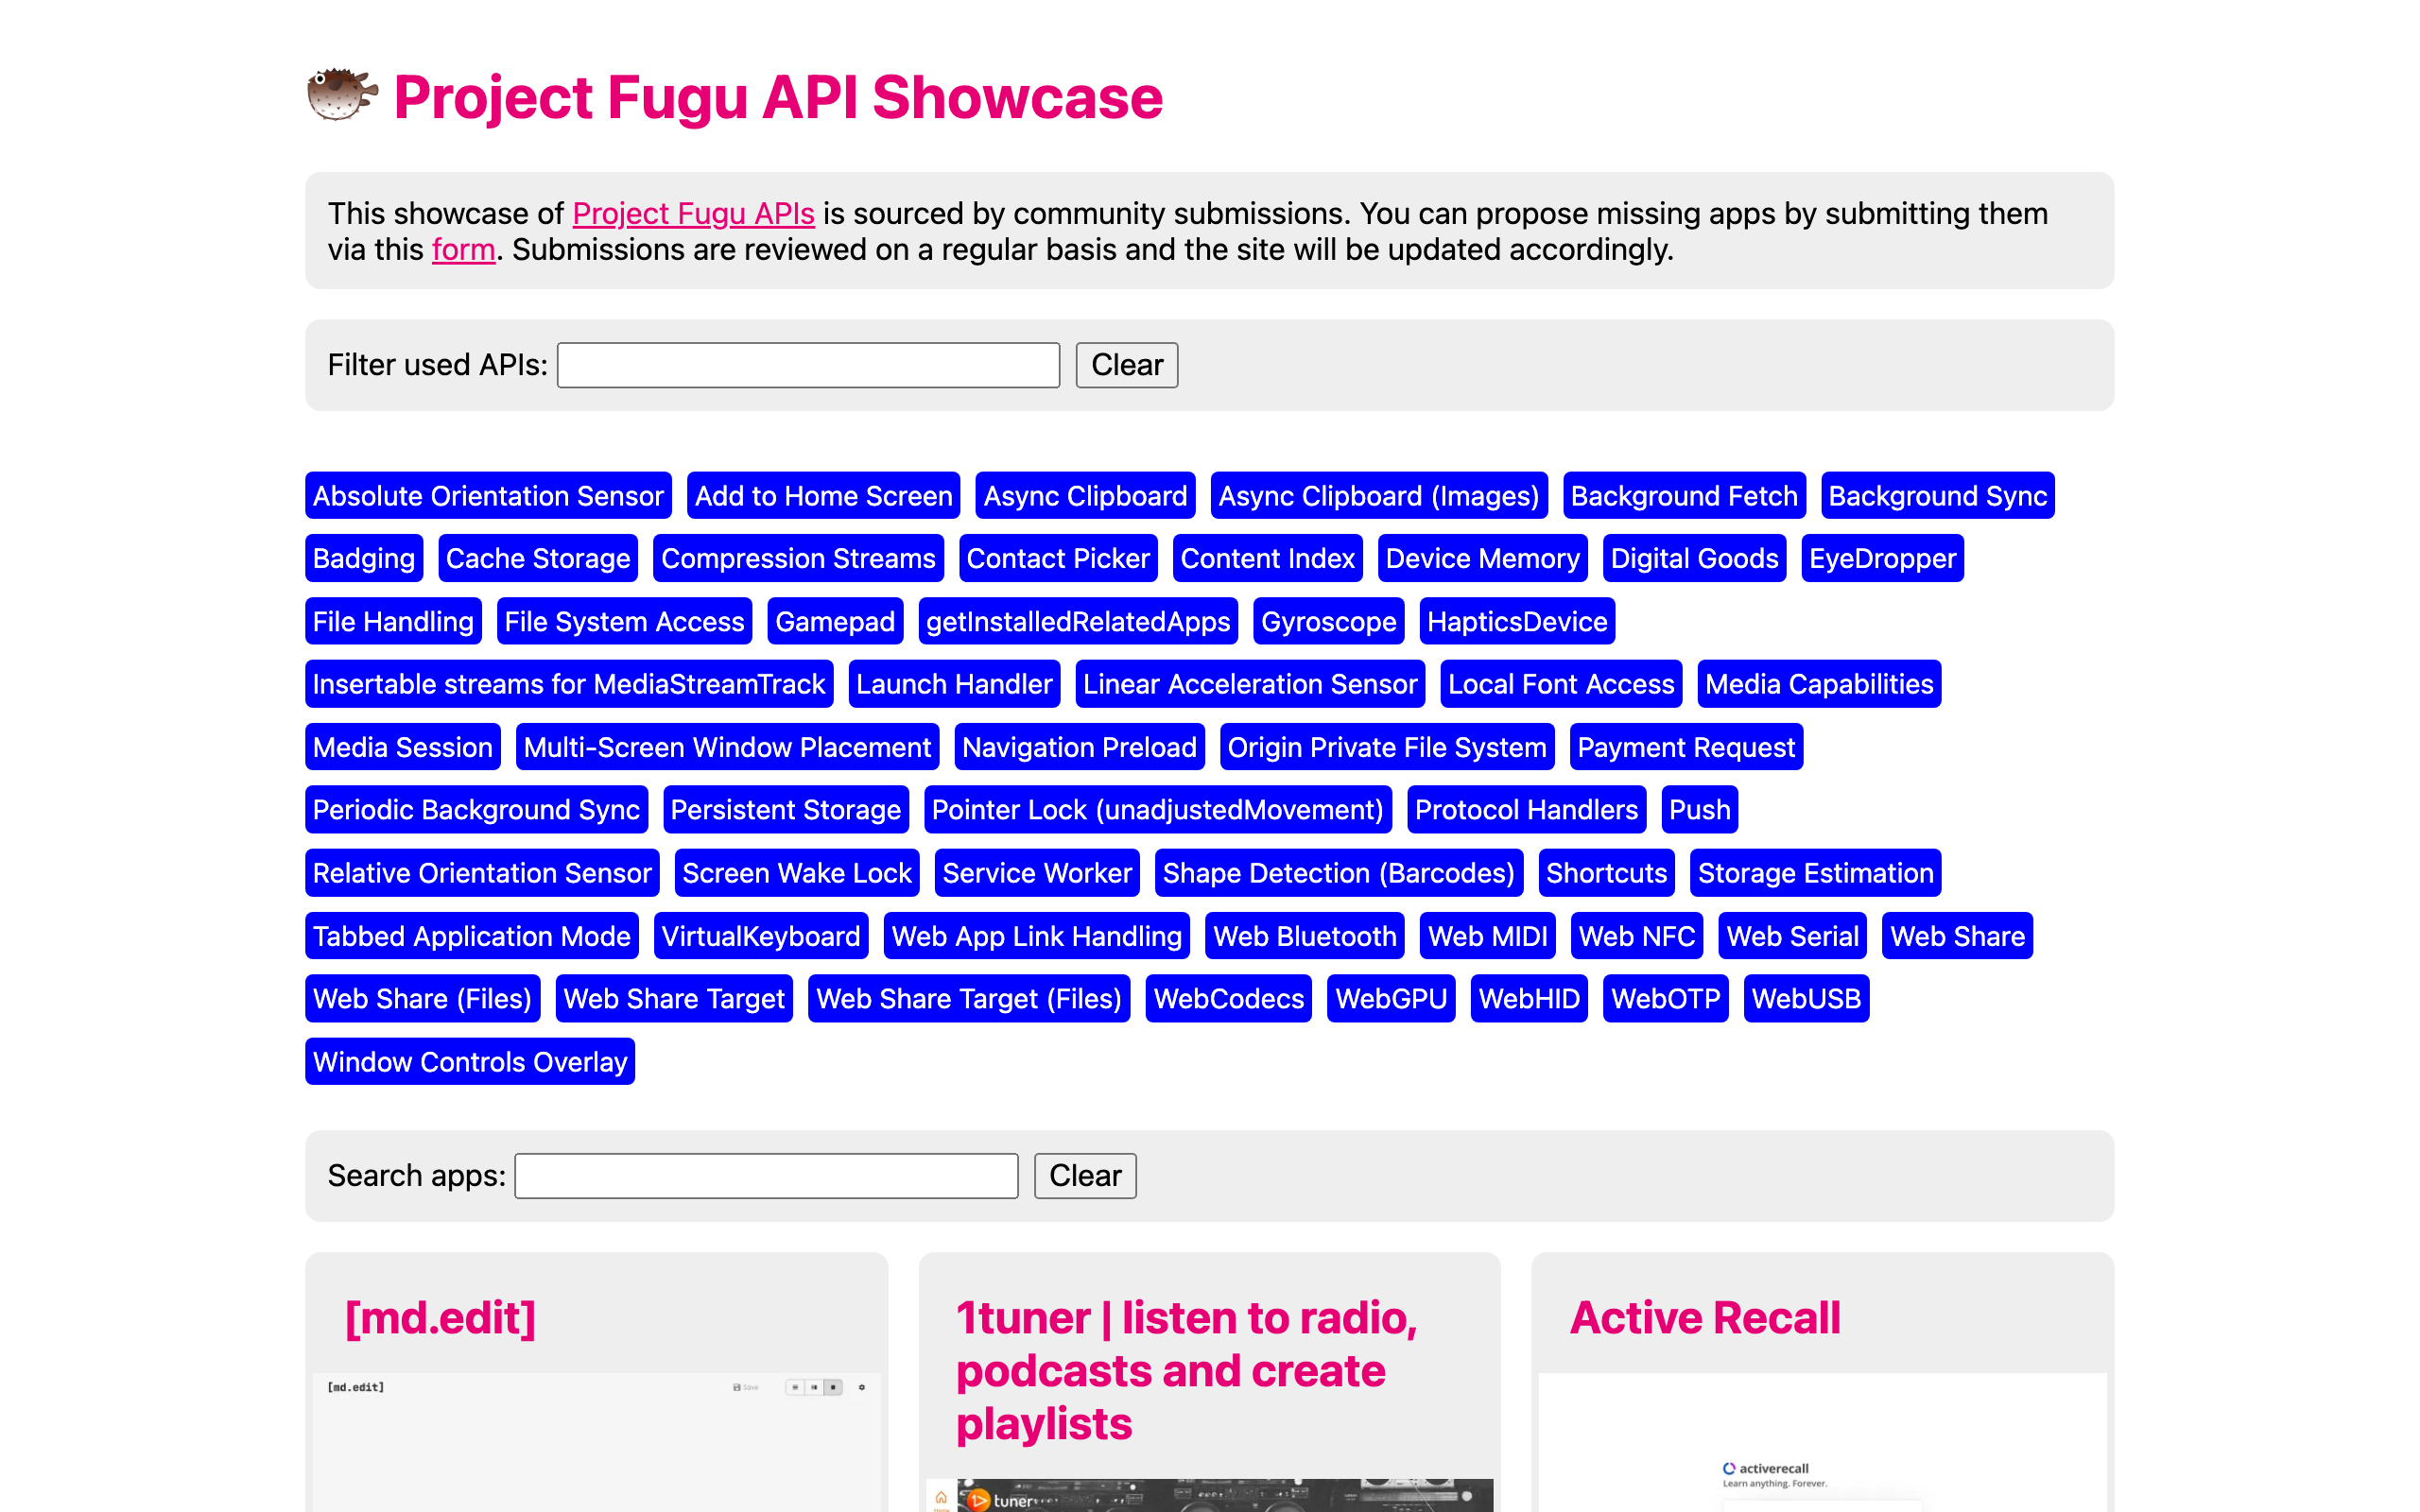 Project Fugu API Showcase
This showcase of Project Fugu APIs is sourced by community submissions. You can propose missing apps by submitting them
via this form. Submissions are reviewed on a regular basis and the site will be updated accordingly.
Filter used APIs: Clear
Absolute Orientation Sensor Add to Home Screen Async Clipboard Async Clipboard (Images) Background Fetch Background Sync
Badging Cache Storage Compression Streams Contact Picker Content Index Device Memory Digital Goods EyeDropper
File Handling File System Access Gamepad getInstalledRelatedApps Gyroscope HapticsDevice
Insertable streams for MediaStreamTrack Launch Handler Linear Acceleration Sensor Local Font Access Media Capabilities
Media Session Multi-Screen Window Placement Navigation Preload Origin Private File System Payment Request
Periodic Background Sync Persistent Storage Pointer Lock (unadjustedMovement) Protocol Handlers Push
Relative Orientation Sensor Screen Wake Lock Service Worker Shape Detection (Barcodes) Shortcuts Storage Estimation
Tabbed Application Mode VirtualKeyboard Web App Link Handling Web Bluetooth Web MIDI Web NFC Web Serial Web Share
Web Share (Files) Web Share Target Web Share Target (Files) WebCodecs WebGPU WebHID WebOTP WebUSB
Window Controls Overlay
Search apps: Clear
[md.edit]
[md.edit] Save
1tuner | listen to radio,
podcasts and create
playlists
tuner
Active Recall
activerecall
Learn anything. Forever.